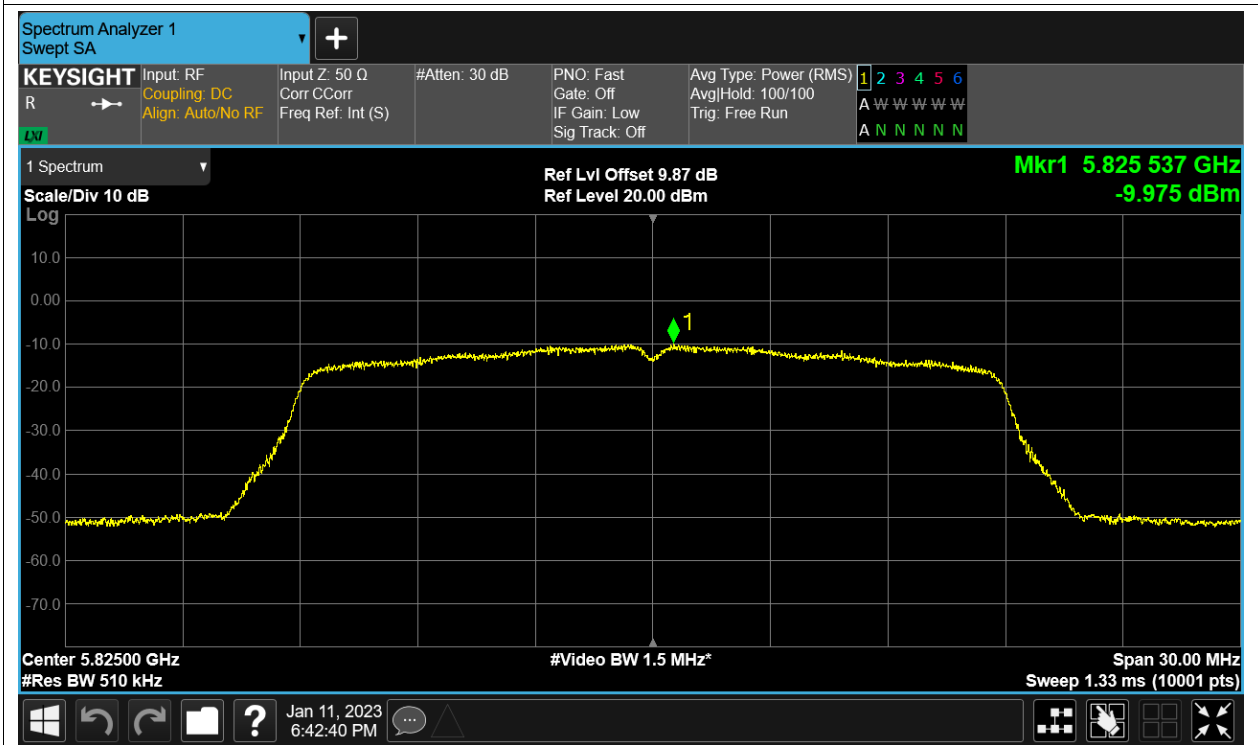 Spectrum Analyzer 1
Swept SA
KEYSIGHT
R
LXI
Input: RF
Coupling: DC
Align: Auto/No RF
Input Z: 50 Ω
Corr CCorr
Freq Ref: Int (S)
#Atten: 30 dB
PNO: Fast
Gate: Off
IF Gain: Low
Sig Track: Off
Avg Type: Power (RMS)
Avg|Hold: 100/100
Trig: Free Run
1 2 3 4 5 6
A W W W W W
A N N N N N
1 Spectrum
Scale/Div 10 dB
Ref Lvl Offset 9.87 dB
Ref Level 20.00 dBm
Mkr1 5.825 537 GHz
-9.975 dBm
Log
10.0
0.00
-10.0
-20.0
-30.0
-40.0
-50.0
-60.0
-70.0
1
Center 5.82500 GHz
#Video BW 1.5 MHz*
Span 30.00 MHz
#Res BW 510 kHz
Sweep 1.33 ms (10001 pts)
?
Jan 11, 2023
6:42:40 PM